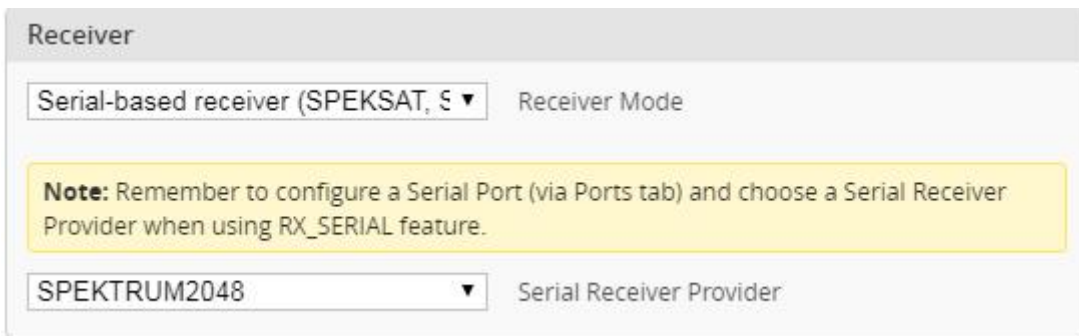 Receiver
Serial-based receiver (SPEKSAT, S Receiver Mode
Note: Remember to configure a Serial Port (via Ports tab) and choose a Serial Receiver
Provider when using RX_SERIAL feature.
SPEKTRUM2048 Serial Receiver Provider